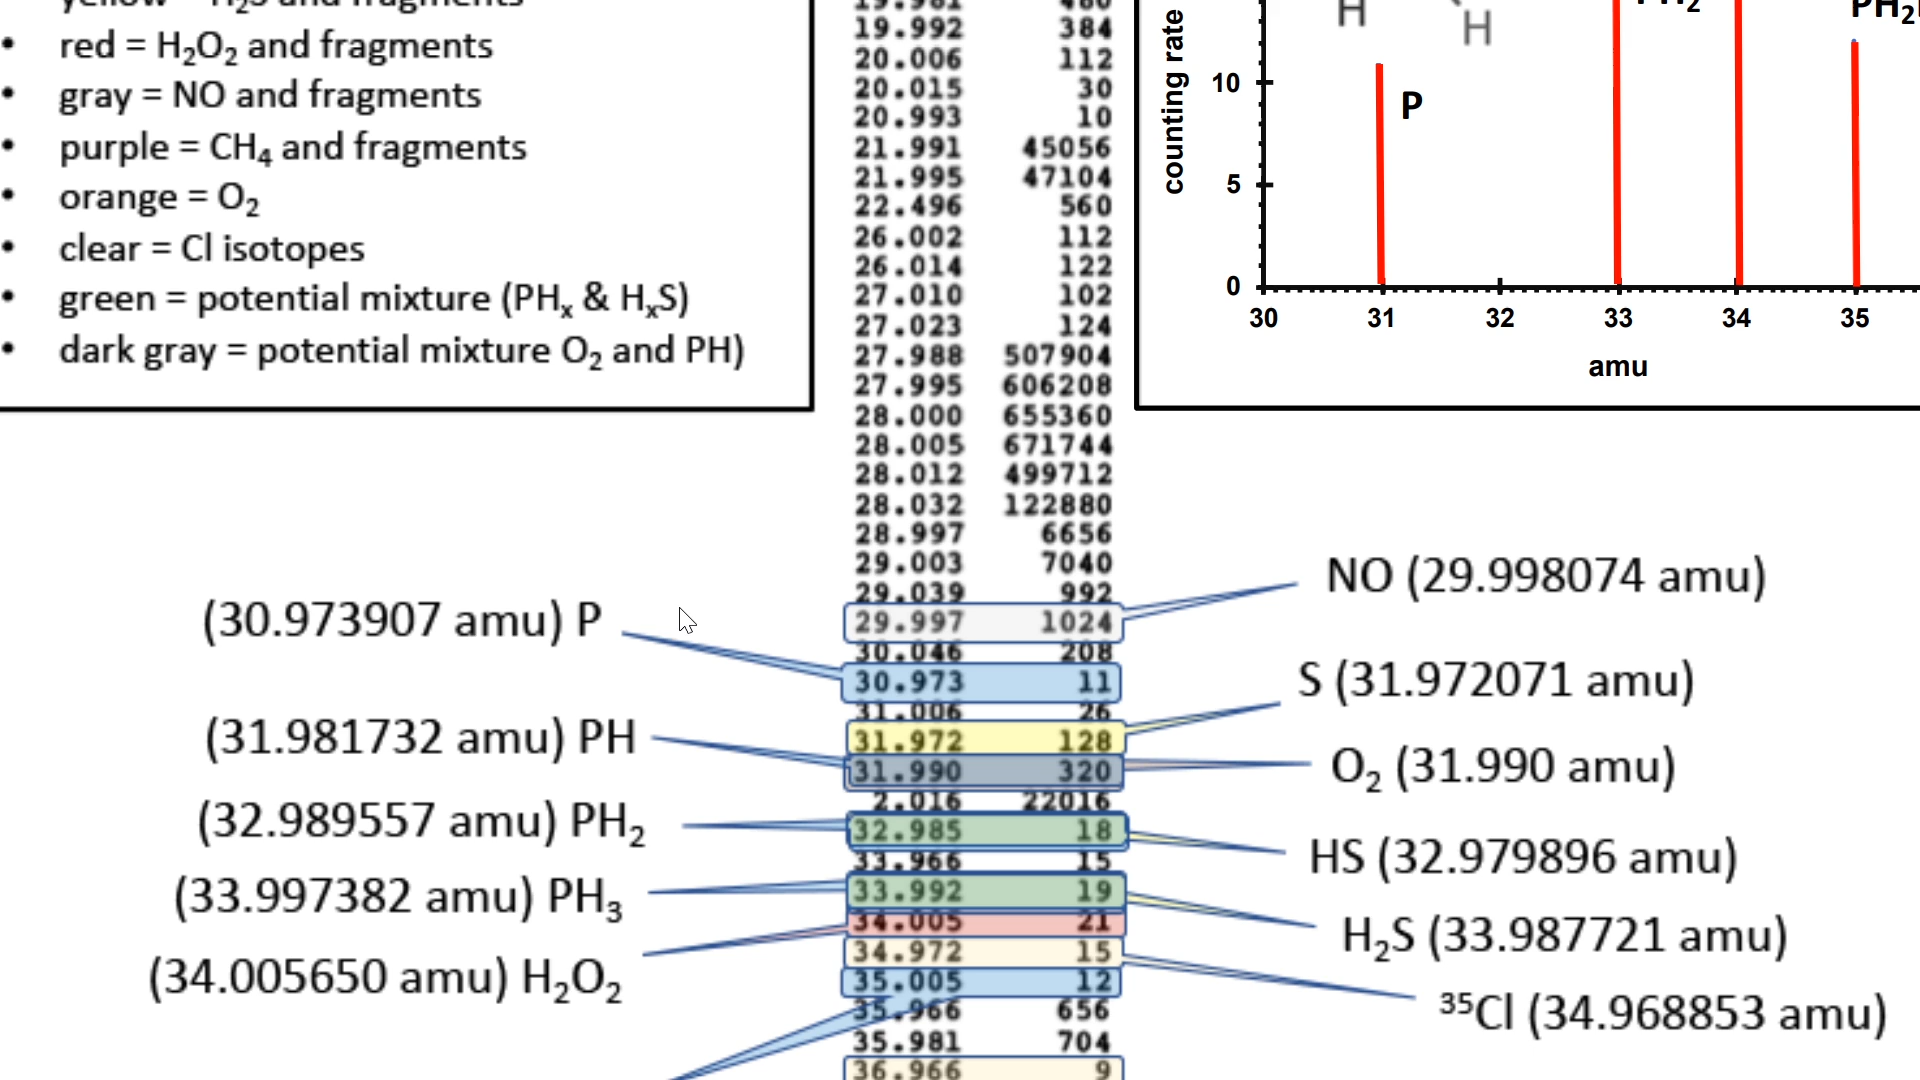 yellow = H₂S and fragments
• red = H₂O₂ and fragments
• gray = NO and fragments
• purple = CH₄ and fragments
• orange = O₂
• clear = Cl isotopes
• green = potential mixture (PHₓ & HₓS)
• dark gray = potential mixture O₂ and PH)
19.981 480
19.992 384
20.006 112
20.015 30
20.993 10
21.991 45056
21.995 47104
22.496 560
26.002 112
26.014 122
27.010 102
27.023 124
27.988 507904
27.995 606208
28.000 655360
28.005 671744
28.012 499712
28.032 122880
28.997 6656
29.003 7040
29.039 992
29.997 1024
30.046 208
30.973 11
31.006 26
31.972 128
31.990 320
2.016 22016
32.985 18
33.966 15
33.992 19
34.005 21
34.972 15
35.005 12
35.966 656
35.981 704
36.966 9
H
H
PH₂
counting rate
10
5
0
P
30 31 32 33 34 35
amu
(30.973907 amu) P
(31.981732 amu) PH
(32.989557 amu) PH₂
(33.997382 amu) PH₃
(34.005650 amu) H₂O₂
NO (29.998074 amu)
S (31.972071 amu)
O₂ (31.990 amu)
HS (32.979896 amu)
H₂S (33.987721 amu)
³⁵Cl (34.968853 amu)